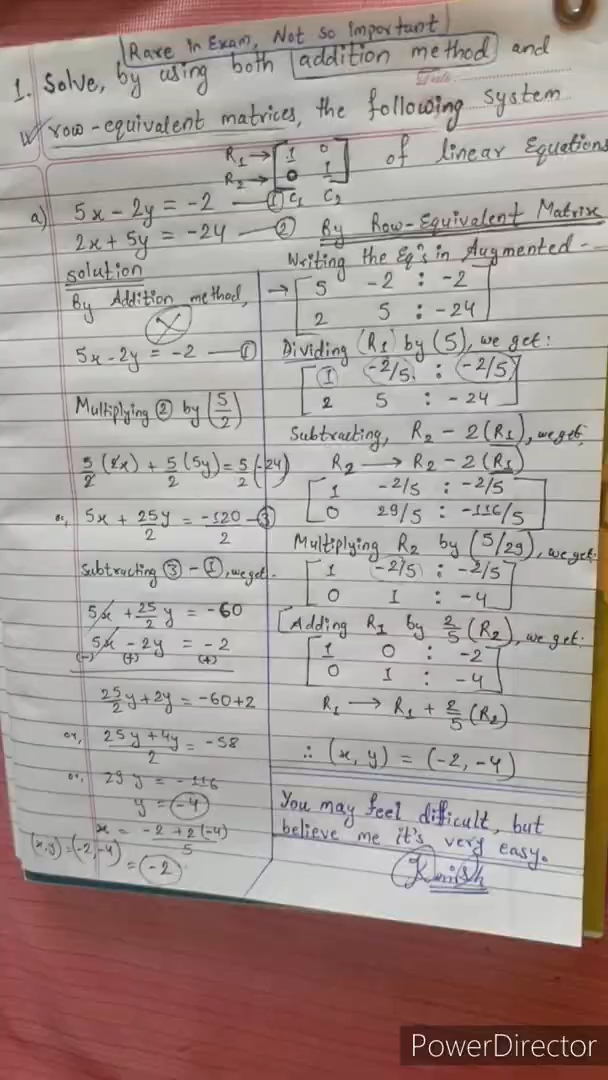 Rare in Exam, Not so important
1. Solve, by using both addition method and
row-equivalent matrices, the following system
of linear Equations
R₁ → [1 0
R₂ → 0 1]
C₁ C₂
a) 5x - 2y = -2 — ①
2x + 5y = -24 — ②
solution
By Addition method,
5x - 2y = -2 — ①
Multiplying ② by (5/2)
5/2 (2x) + 5/2 (5y) = 5/2 (-24)
or, 5x + 25y/2 = -120/2 — ③
Subtracting ③ - ①, we get.
5x + 25/2 y = -60
5x - 2y = -2
(-) (+) (+)
25/2 y + 2y = -60+2
or, 25y + 4y/2 = -58
or, 29y = -116
y = -4
x = -2 + 2(-4)/5
= -2
(x,y) = (-2,-4)
By Row-Equivalent Matrix
Writing the Eqⁿs in Augmented -
→ [5 -2 : -2
2 5 : -24]
Dividing (R₁) by (5), we get:
[1 -2/5 : -2/5
2 5 : -24]
Subtracting, R₂ - 2(R₁), we get
R₂ → R₂ - 2(R₁)
[1 -2/5 : -2/5
0 29/5 : -116/5]
Multiplying R₂ by (5/29), we get:
[1 -2/5 : -2/5
0 1 : -4]
[Adding R₁ by 2/5 (R₂), we get:
[1 0 : -2
0 1 : -4]
R₁ → R₁ + 2/5 (R₂)
∴ (x, y) = (-2, -4)
You may feel difficult, but
believe me it's very easy.
PowerDirector